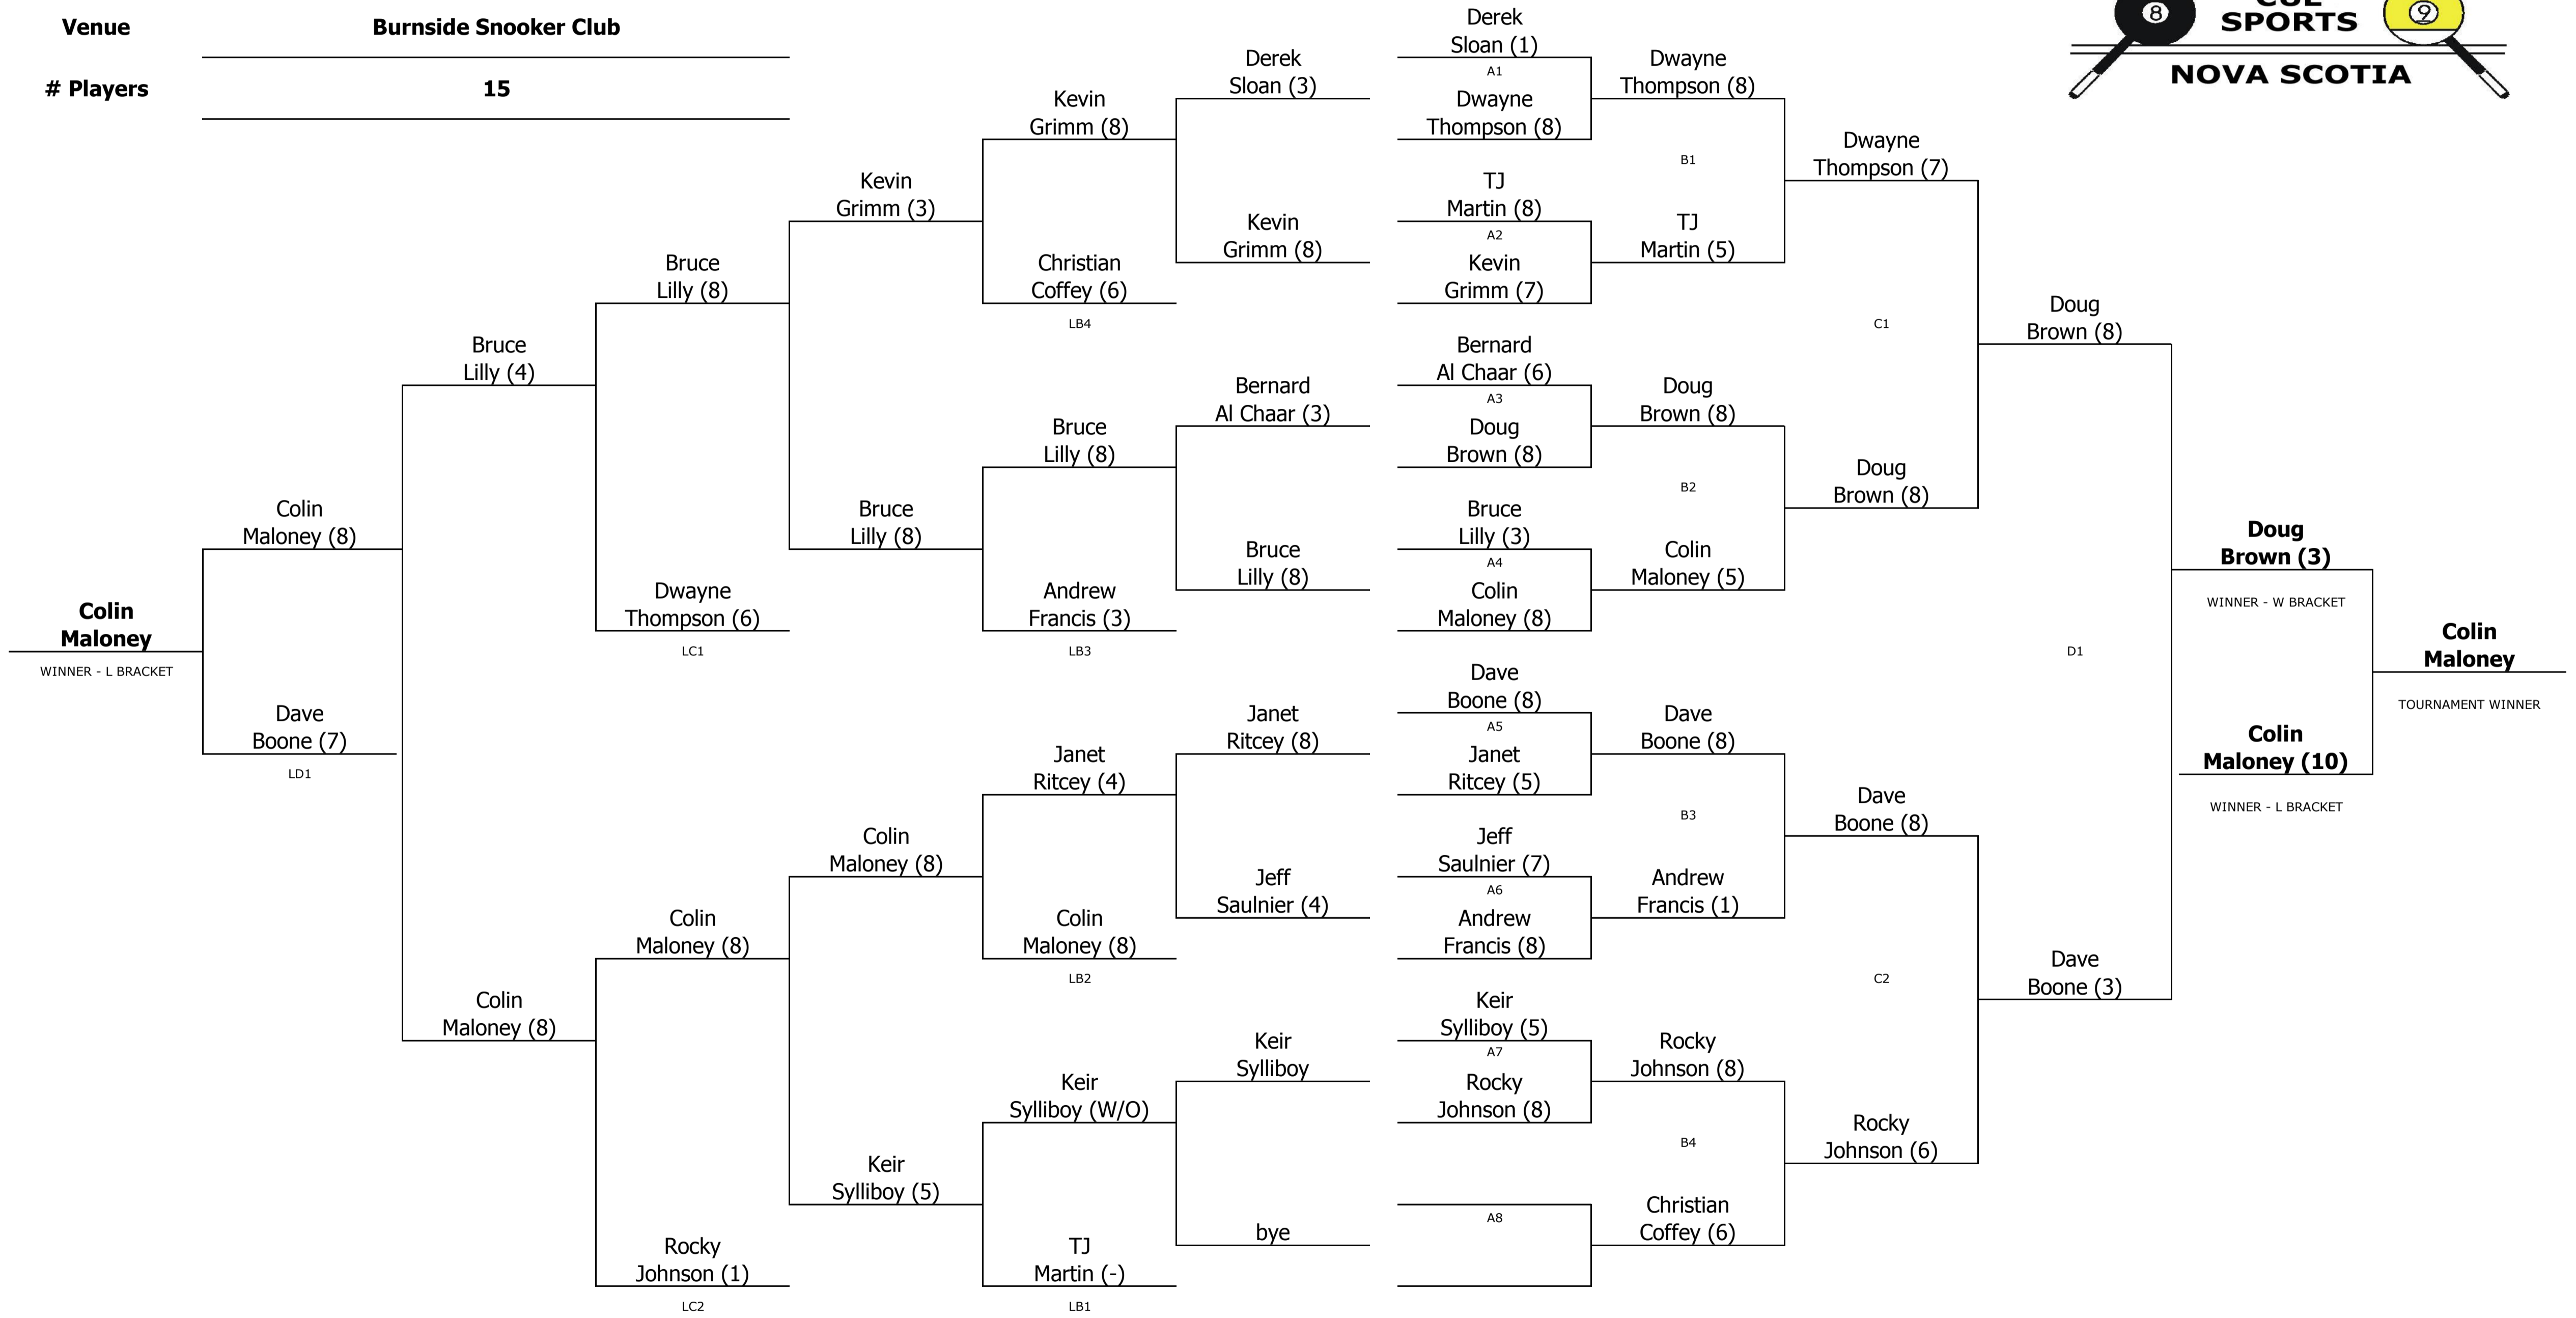 Venue
Burnside Snooker Club
# Players
15
Colin
Maloney
WINNER - L BRACKET
Colin
Maloney (8)
Dave
Boone (7)
LD1
Bruce
Lilly (4)
Colin
Maloney (8)
Bruce
Lilly (8)
Dwayne
Thompson (6)
LC1
Colin
Maloney (8)
Rocky
Johnson (1)
LC2
Kevin
Grimm (3)
Bruce
Lilly (8)
Colin
Maloney (8)
Keir
Sylliboy (5)
Kevin
Grimm (8)
Christian
Coffey (6)
LB4
Bruce
Lilly (8)
Andrew
Francis (3)
LB3
Janet
Ritcey (4)
Colin
Maloney (8)
LB2
Keir
Sylliboy (W/O)
TJ
Martin (-)
LB1
Derek
Sloan (3)
Kevin
Grimm (8)
Bernard
Al Chaar (3)
Bruce
Lilly (8)
Janet
Ritcey (8)
Jeff
Saulnier (4)
Keir
Sylliboy
bye
Derek
Sloan (1)
A1
Dwayne
Thompson (8)
TJ
Martin (8)
A2
Kevin
Grimm (7)
Bernard
Al Chaar (6)
A3
Doug
Brown (8)
Bruce
Lilly (3)
A4
Colin
Maloney (8)
Dave
Boone (8)
A5
Janet
Ritcey (5)
Jeff
Saulnier (7)
A6
Andrew
Francis (8)
Keir
Sylliboy (5)
A7
Rocky
Johnson (8)
A8
Dwayne
Thompson (8)
B1
TJ
Martin (5)
Doug
Brown (8)
B2
Colin
Maloney (5)
Dave
Boone (8)
B3
Andrew
Francis (1)
Rocky
Johnson (8)
B4
Christian
Coffey (6)
Dwayne
Thompson (7)
C1
Doug
Brown (8)
Dave
Boone (8)
C2
Rocky
Johnson (6)
Doug
Brown (8)
D1
Dave
Boone (3)
8
CUE
SPORTS
9
NOVA SCOTIA
Doug
Brown (3)
WINNER - W BRACKET
Colin
Maloney (10)
WINNER - L BRACKET
Colin
Maloney
TOURNAMENT WINNER